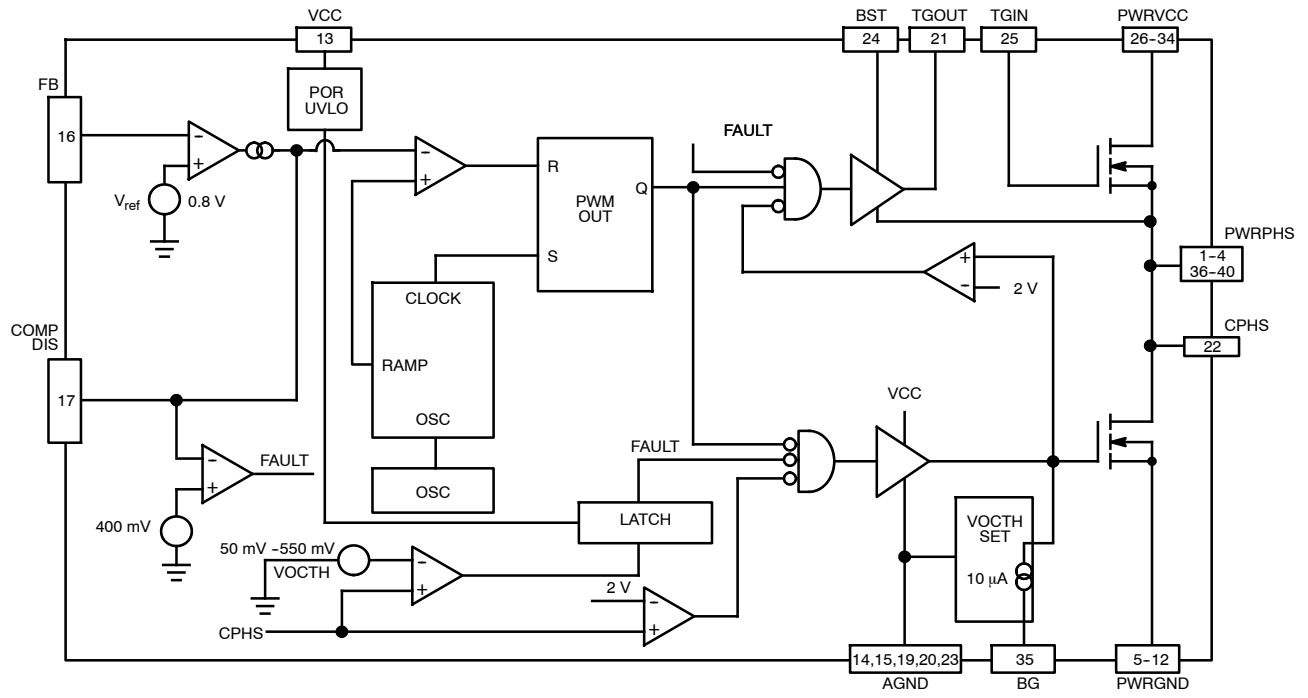 VCC
BST
TGOUT
TGIN
PWRVCC
13
24
21
25
26-34
FB
16
POR
UVLO
-
+
Vref
0.8 V
-
+
R
PWM
OUT
Q
S
FAULT
CLOCK
RAMP
OSC
OSC
+
-
2 V
PWRPHS
1-4
36-40
CPHS
22
COMP
DIS
17
-
+
FAULT
400 mV
VCC
FAULT
LATCH
50 mV -550 mV
VOCTH
-
+
CPHS
2 V
-
+
VOCTH
SET
10 µA
14,15,19,20,23
35
5-12
AGND
BG
PWRGND